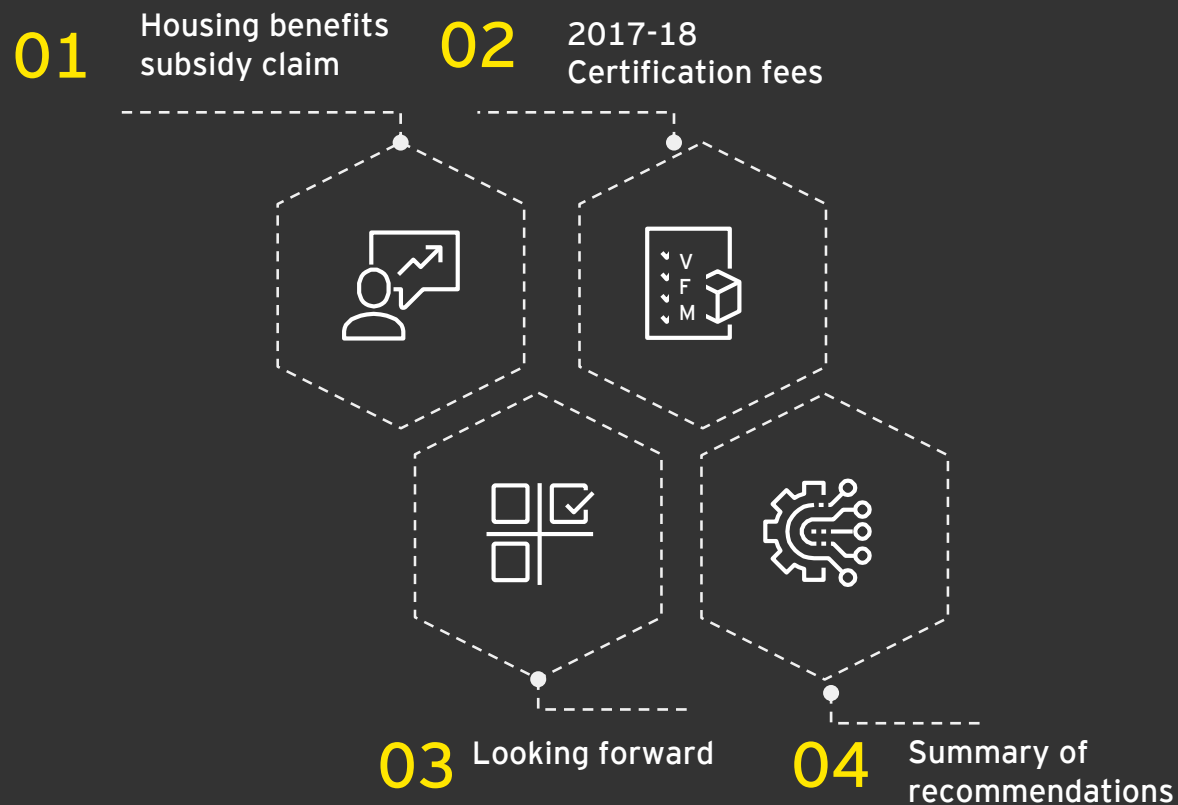 01
Housing benefits
subsidy claim
02
2017-18
Certification fees
V
F
M
03
Looking forward
04
Summary of
recommendations